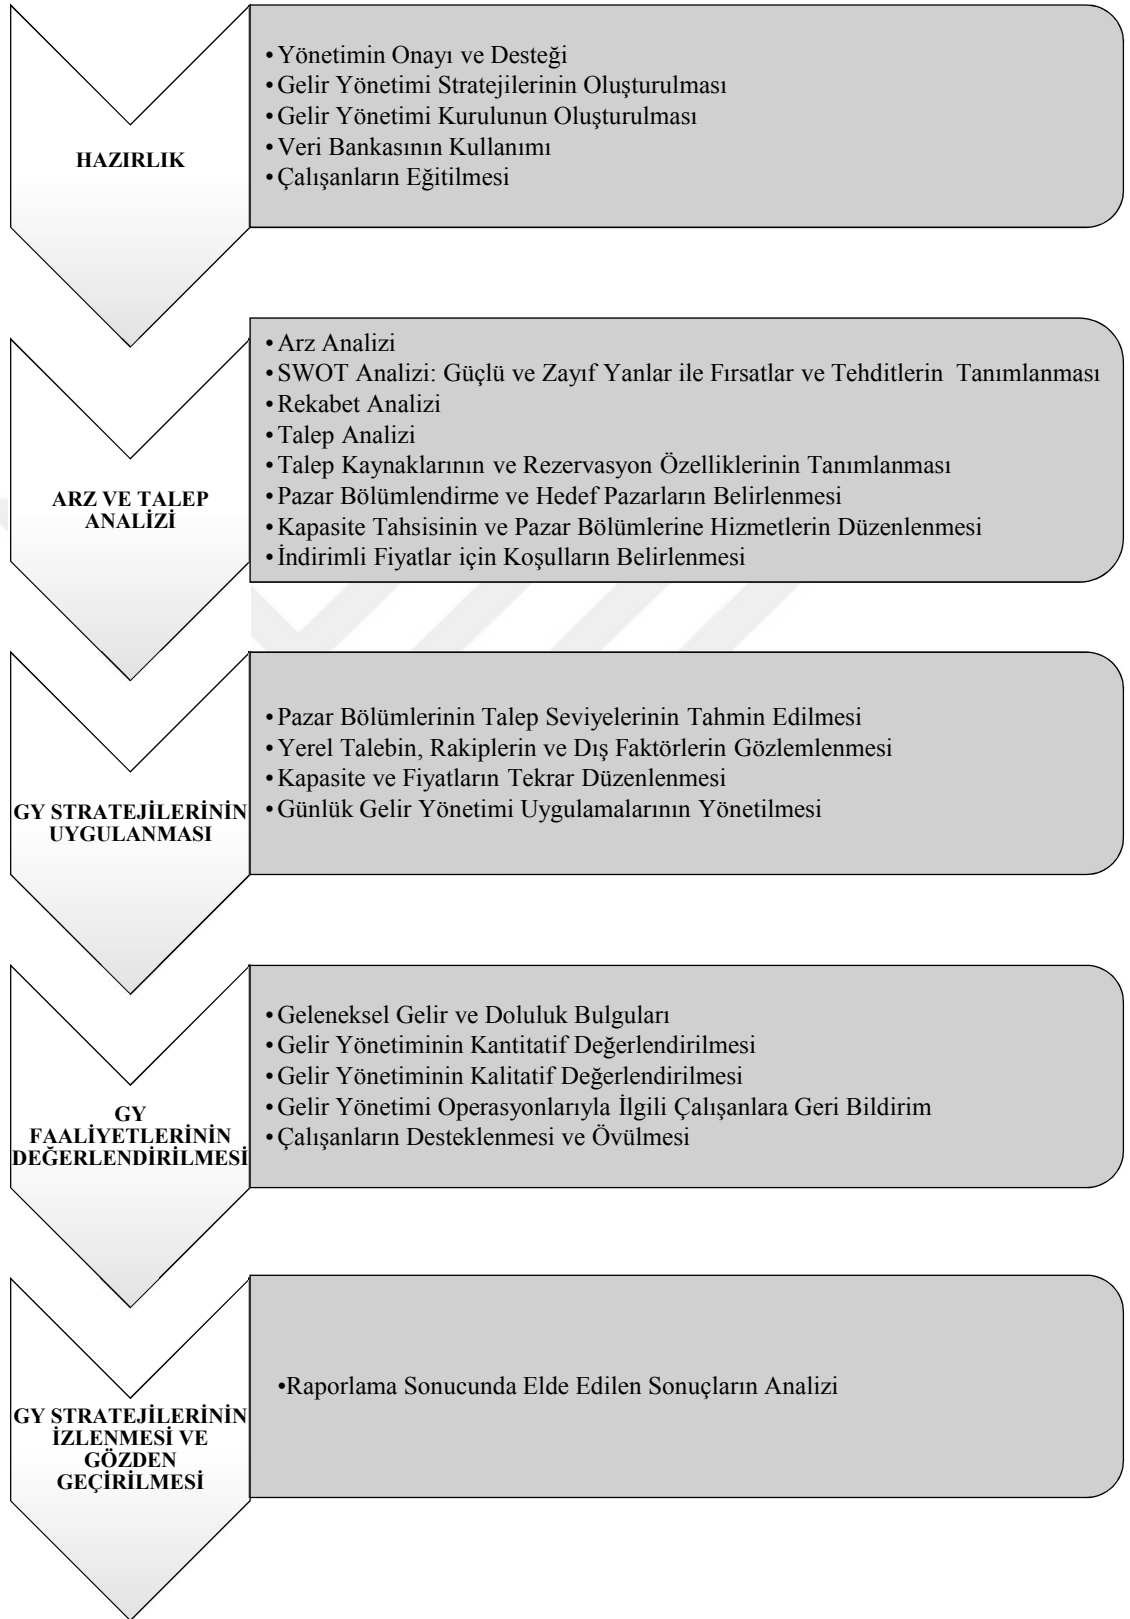 HAZIRLIK
•Yönetimin Onayı ve Desteği
•Gelir Yönetimi Stratejilerinin Oluşturulması
•Gelir Yönetimi Kurulunun Oluşturulması
•Veri Bankasının Kullanımı
•Çalışanların Eğitilmesi
ARZ VE TALEP
ANALİZİ
•Arz Analizi
•SWOT Analizi: Güçlü ve Zayıf Yanlar ile Fırsatlar ve Tehditlerin Tanımlanması
•Rekabet Analizi
•Talep Analizi
•Talep Kaynaklarının ve Rezervasyon Özelliklerinin Tanımlanması
•Pazar Bölümlendirme ve Hedef Pazarların Belirlenmesi
•Kapasite Tahsisinin ve Pazar Bölümlerine Hizmetlerin Düzenlenmesi
•İndirimli Fiyatlar için Koşulların Belirlenmesi
GY STRATEJİLERİNİN
UYGULANMASI
•Pazar Bölümlerinin Talep Seviyelerinin Tahmin Edilmesi
•Yerel Talebin, Rakiplerin ve Dış Faktörlerin Gözlemlenmesi
•Kapasite ve Fiyatların Tekrar Düzenlenmesi
•Günlük Gelir Yönetimi Uygulamalarının Yönetilmesi
GY
FAALİYETLERİNİN
DEĞERLENDİRİLMESİ
•Geleneksel Gelir ve Doluluk Bulguları
•Gelir Yönetiminin Kantitatif Değerlendirilmesi
•Gelir Yönetiminin Kalitatif Değerlendirilmesi
•Gelir Yönetimi Operasyonlarıyla İlgili Çalışanlara Geri Bildirim
•Çalışanların Desteklenmesi ve Övülmesi
GY STRATEJİLERİNİN
İZLENMESİ VE
GÖZDEN
GEÇİRİLMESİ
•Raporlama Sonucunda Elde Edilen Sonuçların Analizi